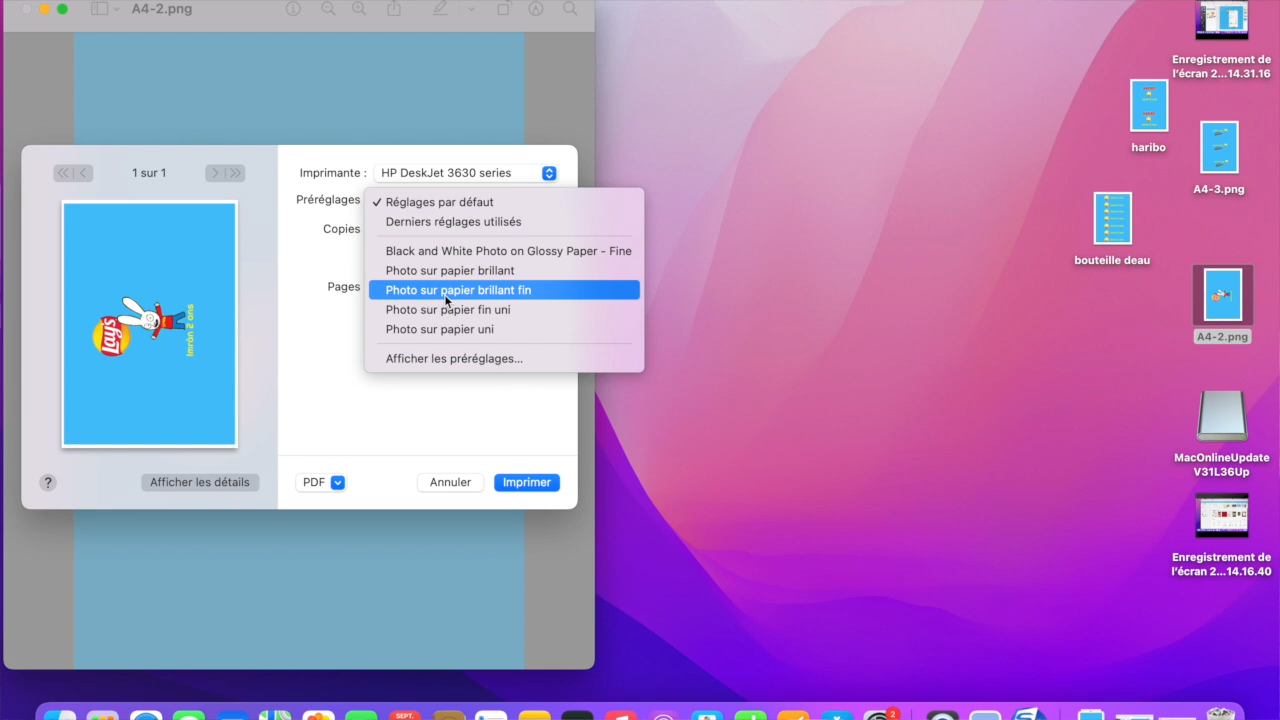 A4-2.png
1 sur 1
Imprimante :
HP DeskJet 3630 series
Préréglages
Réglages par défaut
Derniers réglages utilisés
Copies
Black and White Photo on Glossy Paper - Fine
Photo sur papier brillant
Pages
Photo sur papier brillant fin
Photo sur papier fin uni
Photo sur papier uni
Afficher les préréglages...
Lays
Imrân 2 ans
?
Afficher les détails
PDF
Annuler
Imprimer
Enregistrement de
l'écran 2...14.31.16
haribo
A4-3.png
bouteille deau
A4-2.png
MacOnlineUpdate
V31L36Up
Enregistrement de
l'écran 2...14.16.40
SEPT.
2